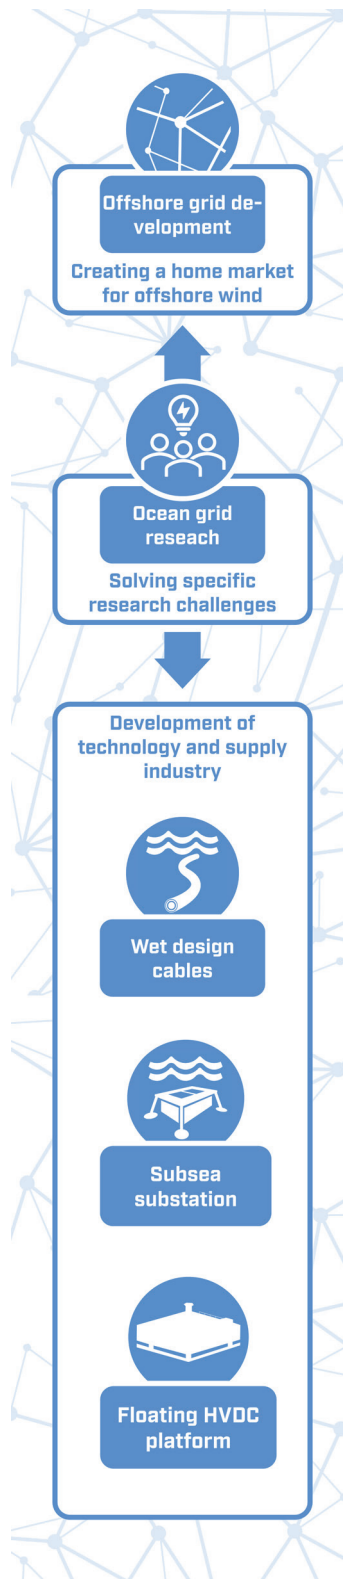 Offshore grid de-
velopment
Creating a home market
for offshore wind
Ocean grid
reseach
Solving specific
research challenges
Development of
technology and supply
industry
Wet design
cables
Subsea
substation
Floating HVDC
platform